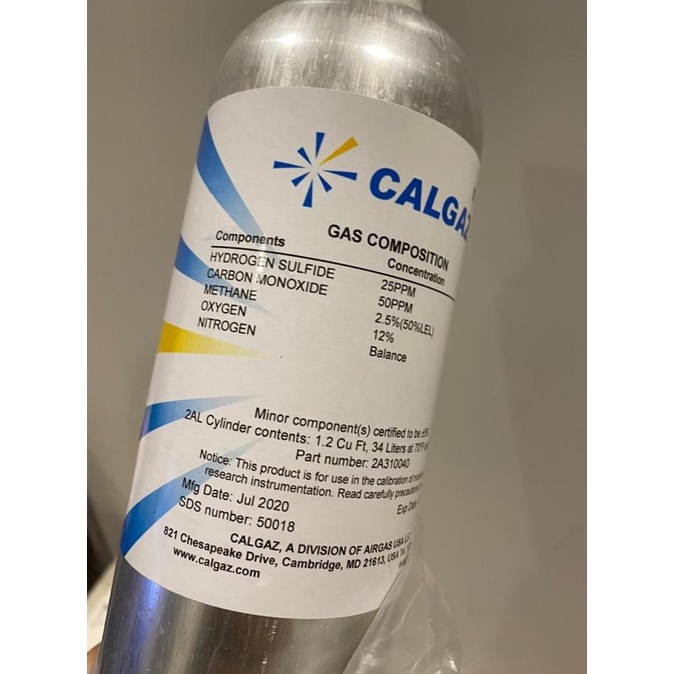 CALGAZ
GAS COMPOSITION
Components Concentration
HYDROGEN SULFIDE 25PPM
CARBON MONOXIDE 50PPM
METHANE 2.5%(50%LEL)
OXYGEN 12%
NITROGEN Balance
Minor component(s) certified to be ±5%
2AL Cylinder contents: 1.2 Cu Ft, 34 Liters at 70°F
Part number: 2A310040
Notice: This product is for use in the calibration of
research instrumentation. Read carefully
Mfg Date: Jul 2020 Exp
SDS number: 50018
CALGAZ, A DIVISION OF AIRGAS USA
821 Chesapeake Drive, Cambridge, MD 21613, USA
www.calgaz.com